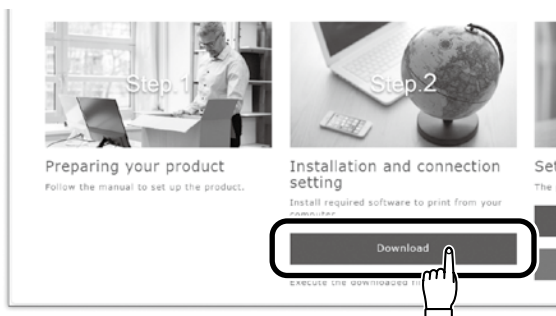 Step.1
Preparing your product
Follow the manual to set up the product.
Step.2
Installation and connection
setting
Install required software to print from your
computer.
Download
Execute the downloaded
Set
The